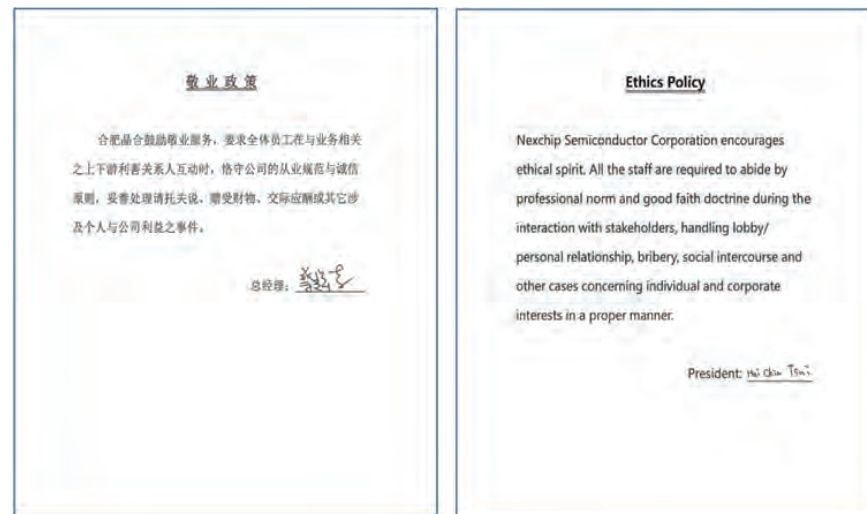 敬业政策
合肥晶合鼓励敬业服务，要求全体员工在与业务相关
之上下游利害关系人互动时，恪守公司的从业规范与诚信
原则，妥善处理请托关说、赠受财物、交际应酬或其它涉
及个人与公司利益之事件。
总经理：
Ethics Policy
Nexchip Semiconductor Corporation encourages
ethical spirit. All the staff are required to abide by
professional norm and good faith doctrine during the
interaction with stakeholders, handling lobby/
personal relationship, bribery, social intercourse and
other cases concerning individual and corporate
interests in a proper manner.
President: